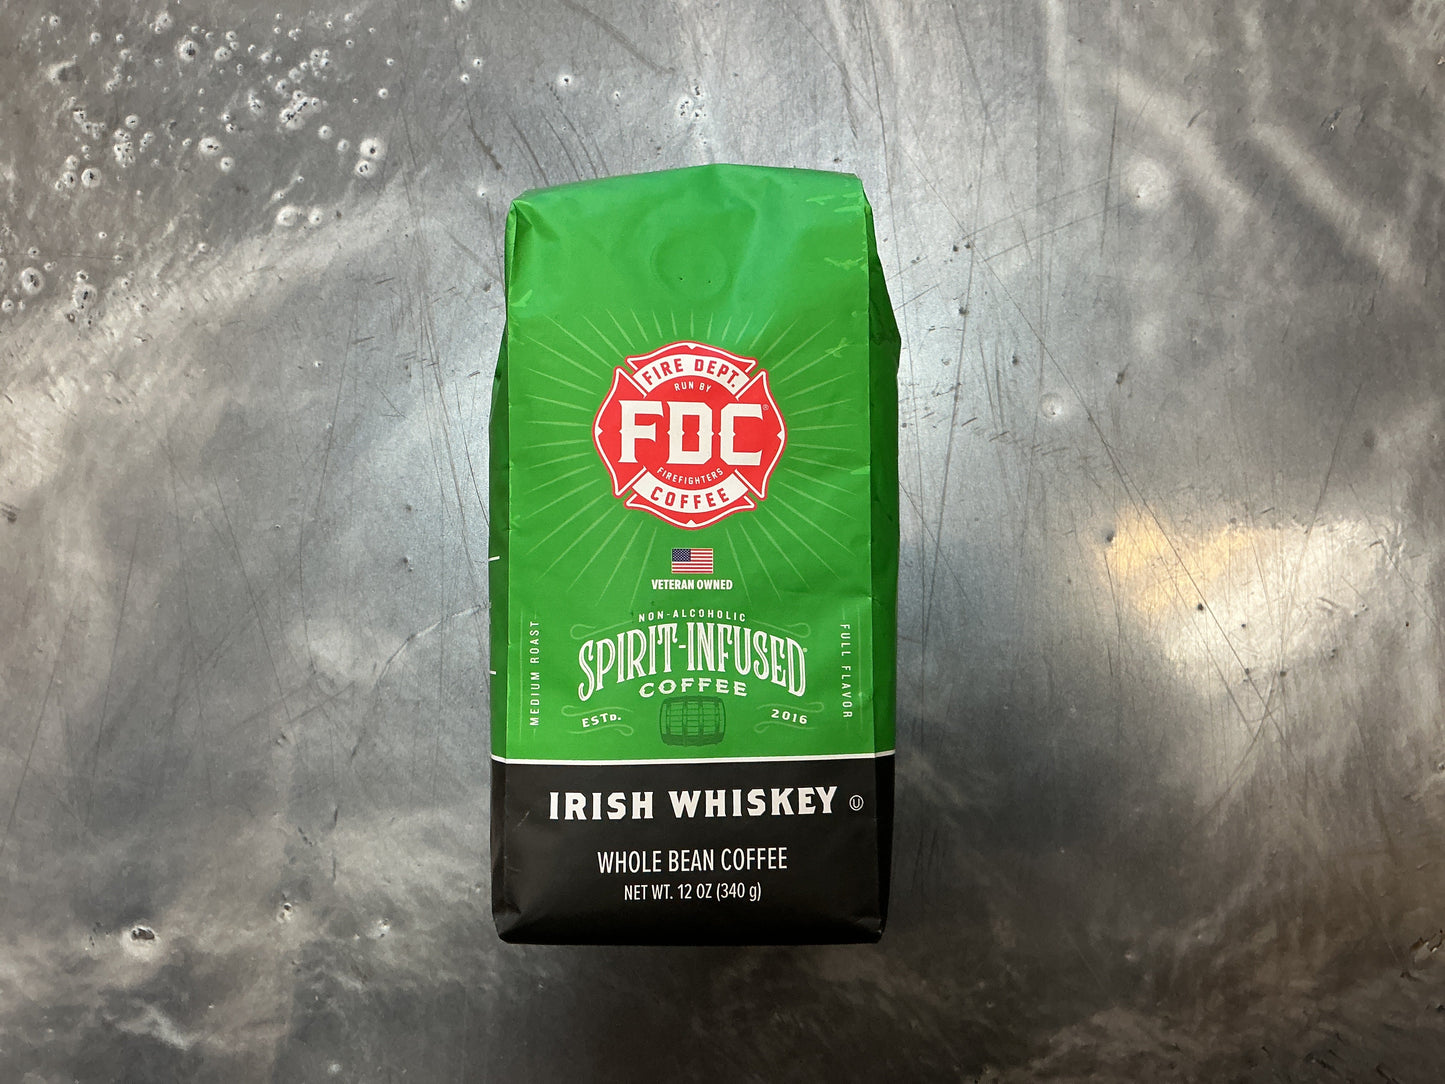 FIRE DEPT.
RUN BY
FDC®
FIREFIGHTERS
COFFEE
VETERAN OWNED
NON-ALCOHOLIC
SPIRIT-INFUSED
COFFEE
ESTD. 2016
MEDIUM ROAST
FULL FLAVOR
IRISH WHISKEY U
WHOLE BEAN COFFEE
NET WT. 12 OZ (340 g)